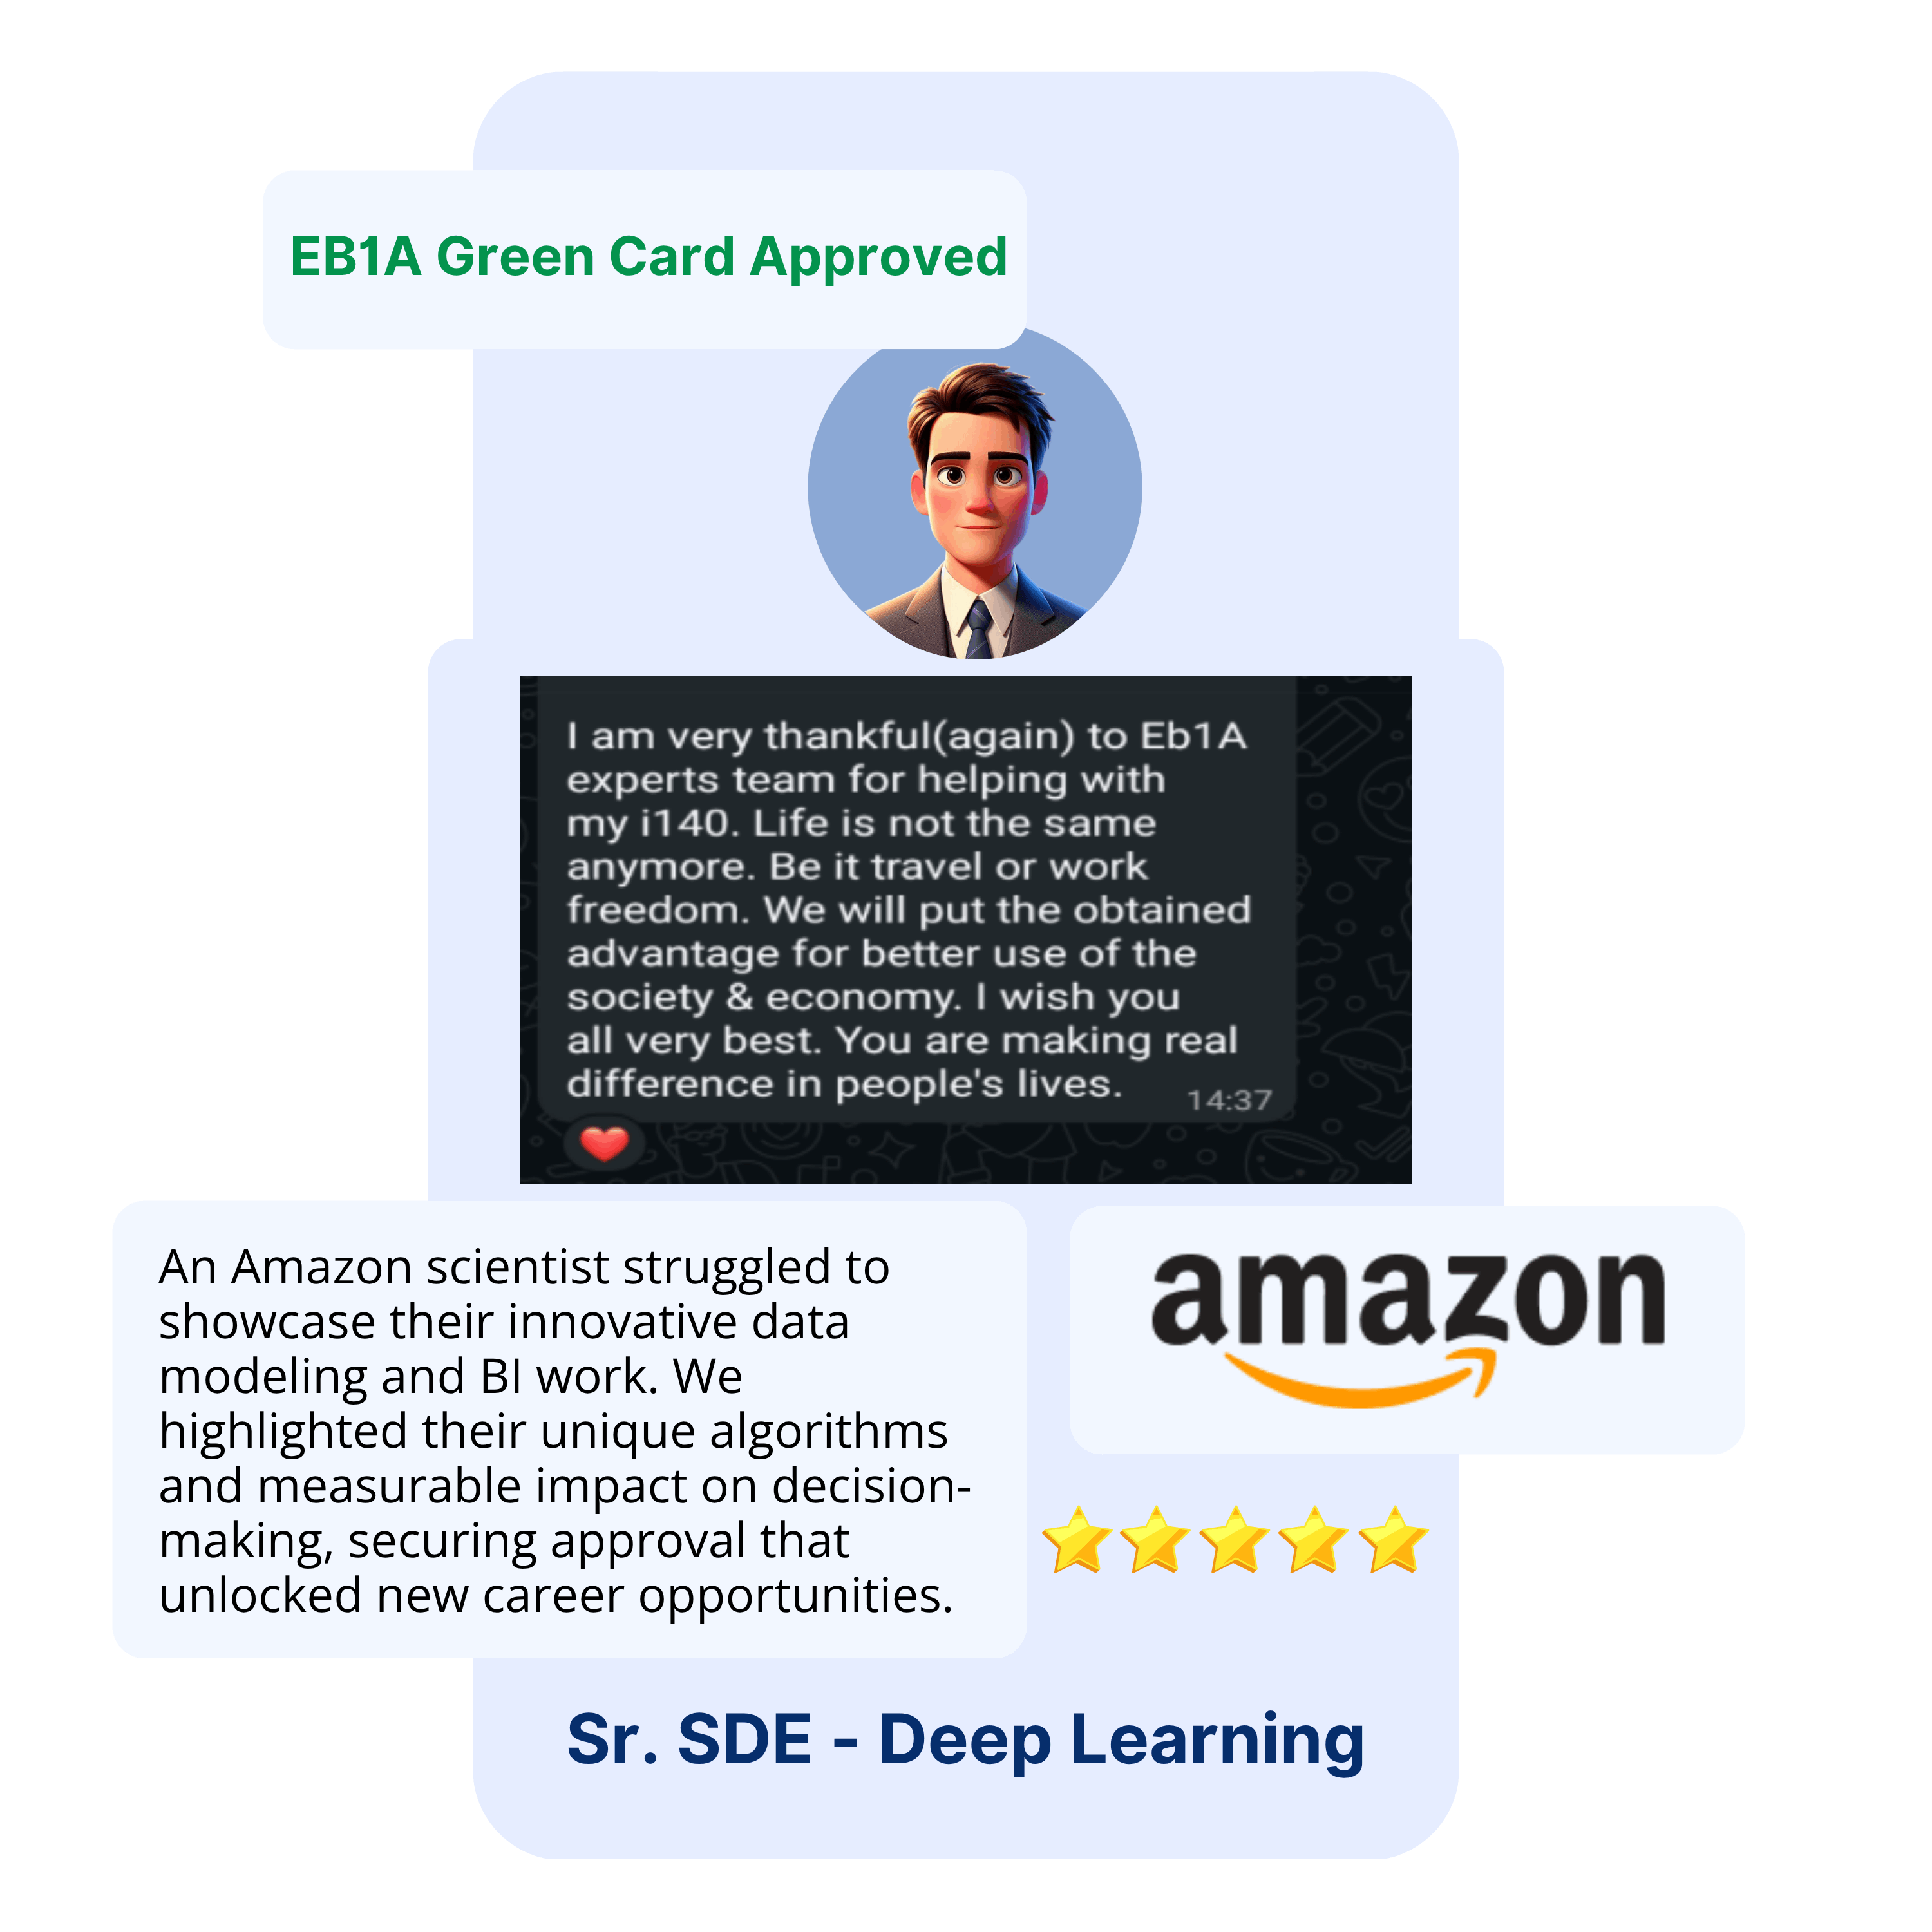 EB1A Green Card Approved
I am very thankful(again) to Eb1A
experts team for helping with
my i140. Life is not the same
anymore. Be it travel or work
freedom. We will put the obtained
advantage for better use of the
society & economy. I wish you
all very best. You are making real
difference in people's lives.
14:37
An Amazon scientist struggled to
showcase their innovative data
modeling and BI work. We
highlighted their unique algorithms
and measurable impact on decision-
making, securing approval that
unlocked new career opportunities.
amazon
Sr. SDE - Deep Learning